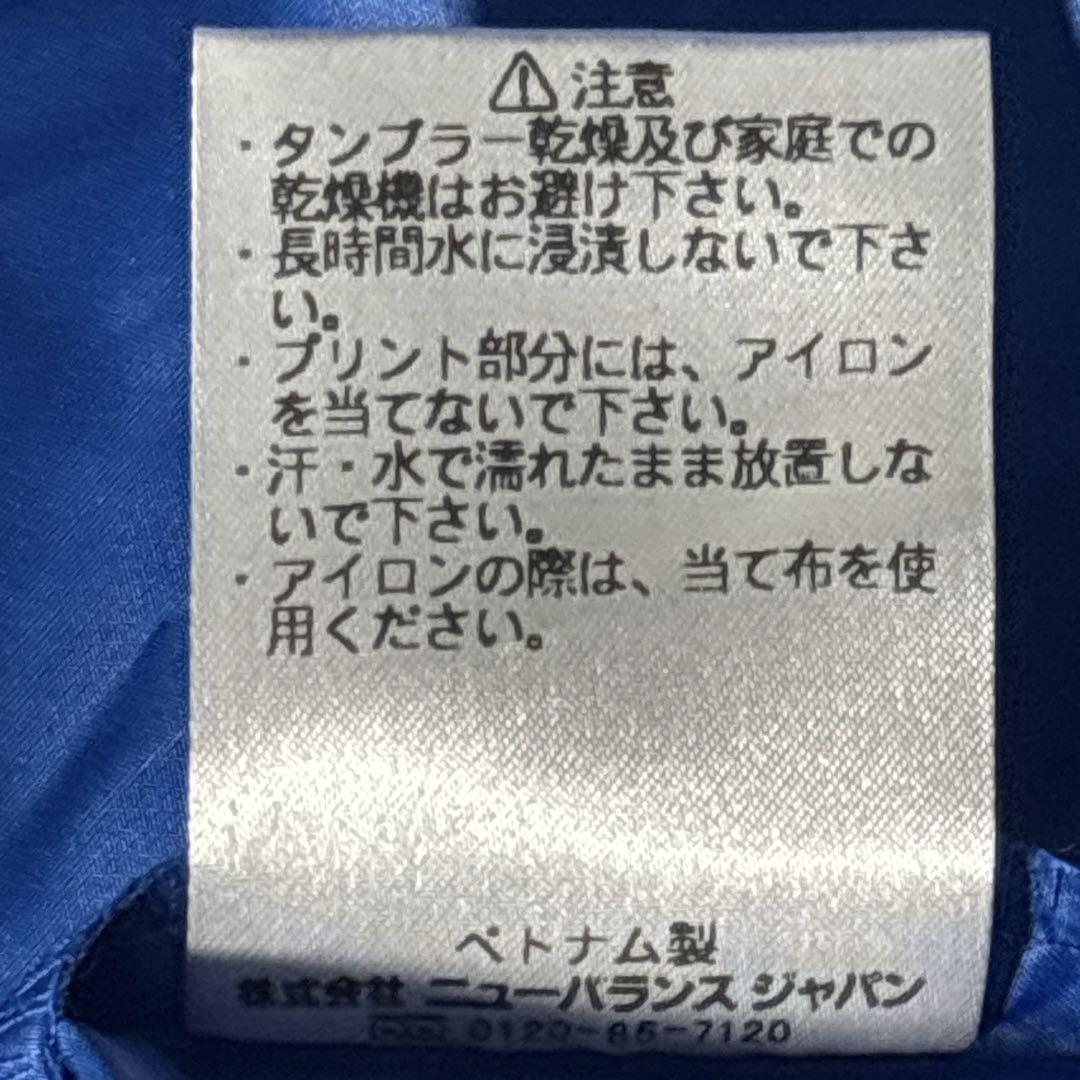 ⚠ 注意
・タンブラー乾燥及び家庭での
乾燥機はお避け下さい。
・長時間水に浸漬しないで下さ
い。
・プリント部分には、アイロン
を当てないで下さい。
・汗・水で濡れたまま放置しな
いで下さい。
・アイロンの際は、当て布を使
用ください。
ベトナム製
株式会社 ニューバランス ジャパン
0120-85-7120